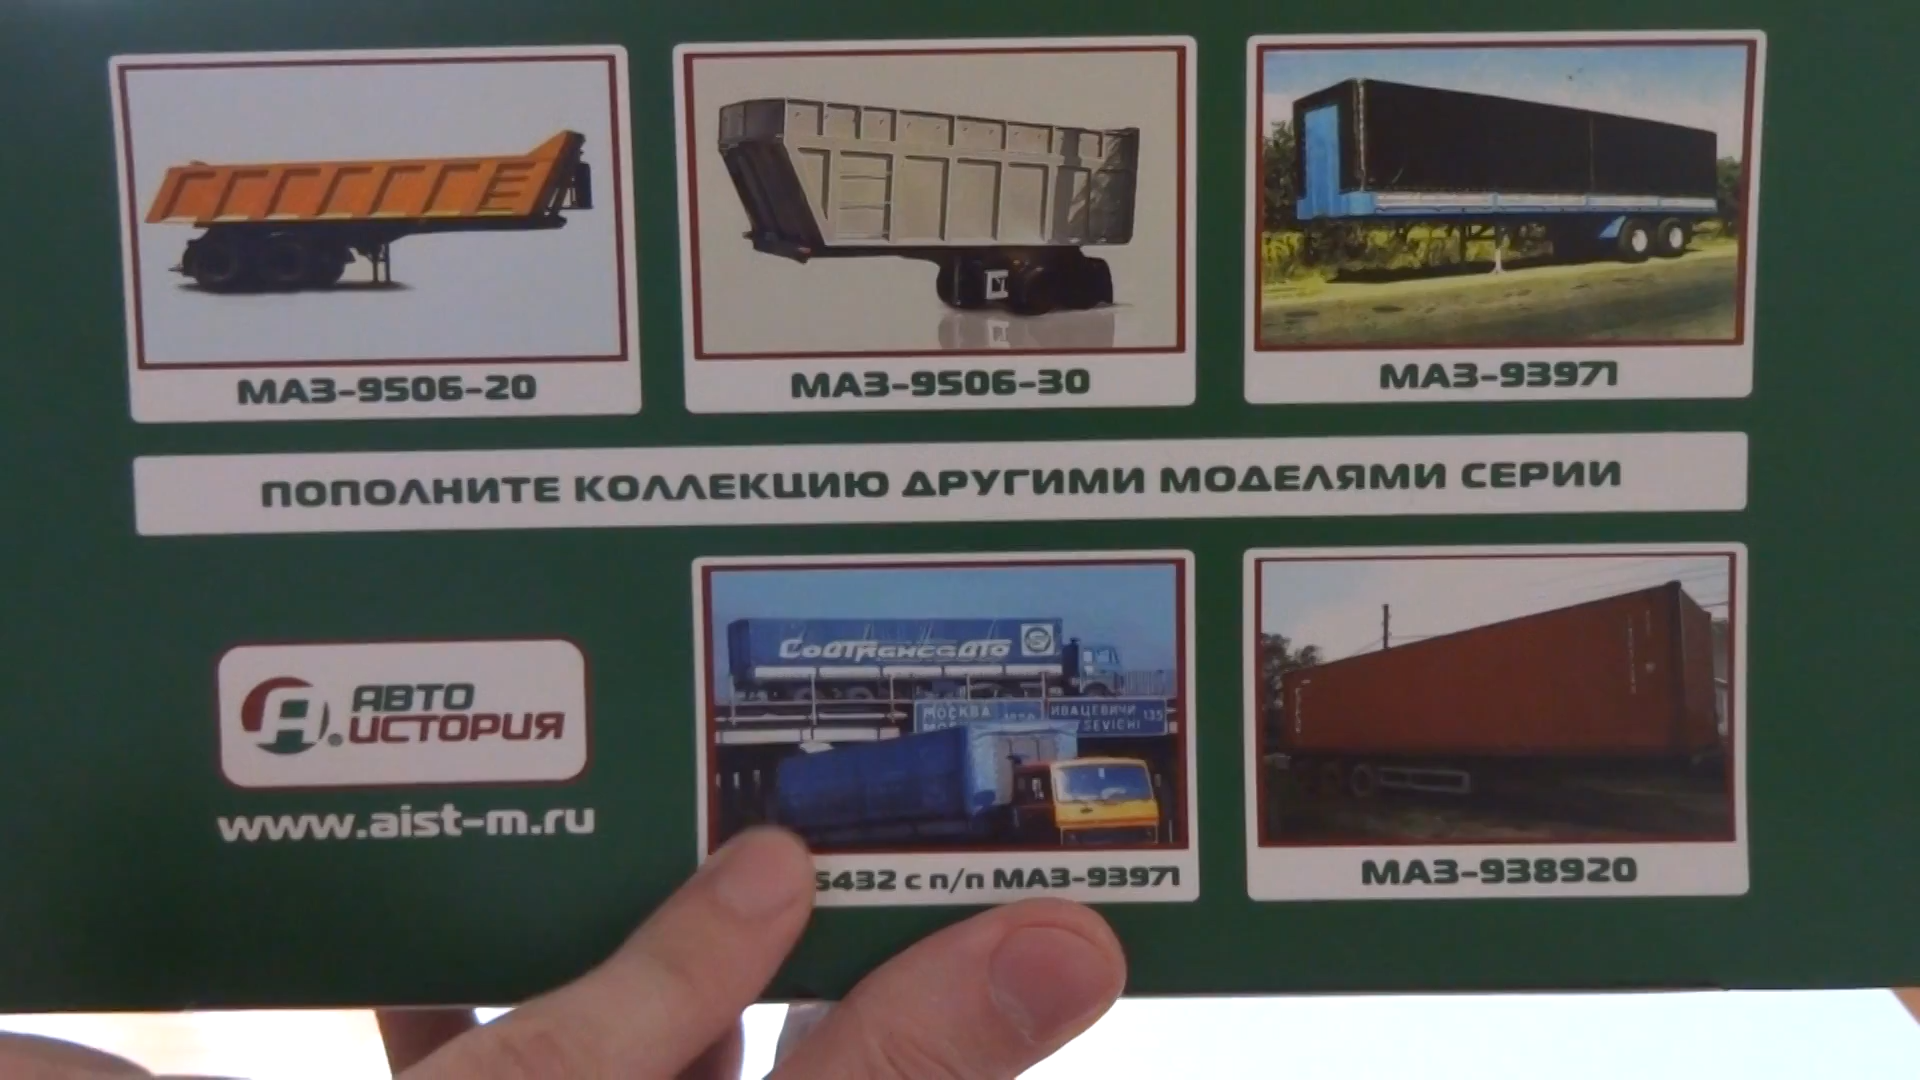 МАЗ-9506-20
МАЗ-9506-30
МАЗ-93971
ПОПОЛНИТЕ КОЛЛЕКЦИЮ ДРУГИМИ МОДЕЛЯМИ СЕРИИ
АВТО
ИСТОРИЯ
www.aist-m.ru
СовТрансавто
МОСКВА
ИВАЦЕВИЧИ 135
SEVICHI
5432 с п/п МАЗ-93971
МАЗ-938920